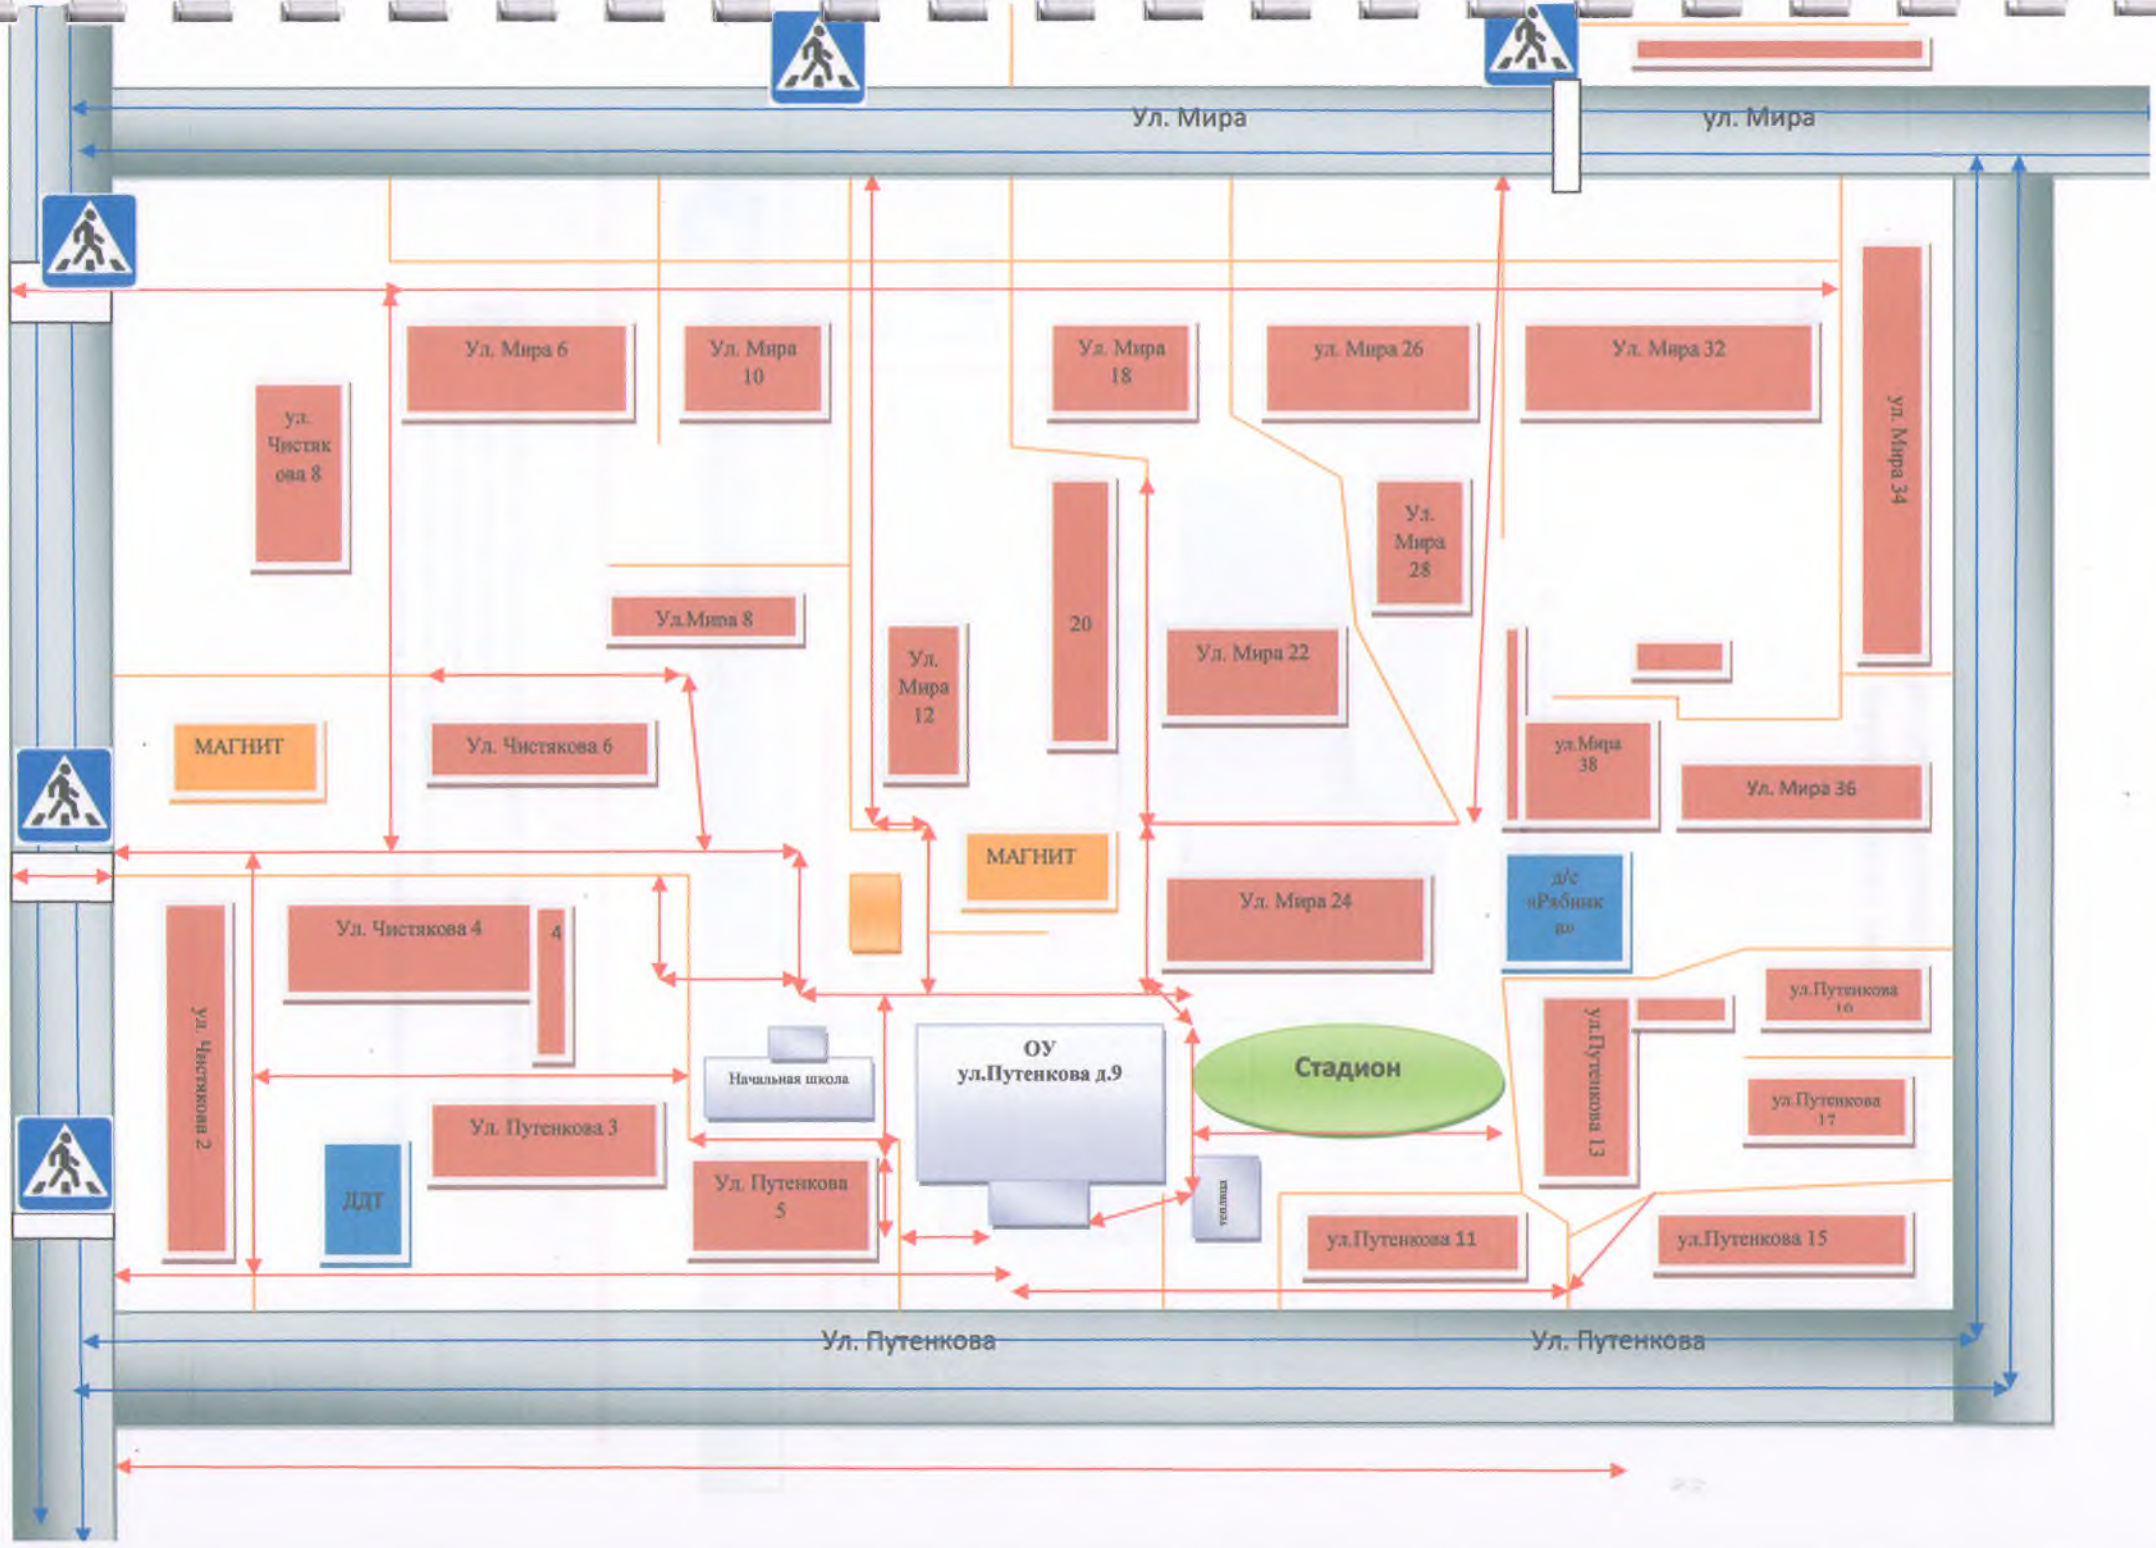 Ул. Мира
ул. Мира
Ул. Мира 6
Ул. Мира
10
Ул. Мира
18
ул. Мира 26
Ул. Мира 32
ул. Мира 34
ул.
Чистяк
ова 8
Ул.
Мира
28
20
Ул.Мира 8
Ул.
Мира
12
Ул. Мира 22
МАГНИТ
Ул. Чистякова 6
ул.Мира
38
Ул. Мира 36
МАГНИТ
Ул. Мира 24
д/с
«Рябинк
а»
Ул. Чистякова 4
4
ул. Чистякова 2
ул.Путенкова
ОУ
ул.Путенкова д.9
Начальная школа
Стадион
ул.Путенкова 13
ул.Путенкова
17
Ул. Путенкова 3
ДДТ
Ул. Путенкова
5
теплица
ул.Путенкова 11
ул.Путенкова 15
Ул. Путенкова
Ул. Путенкова